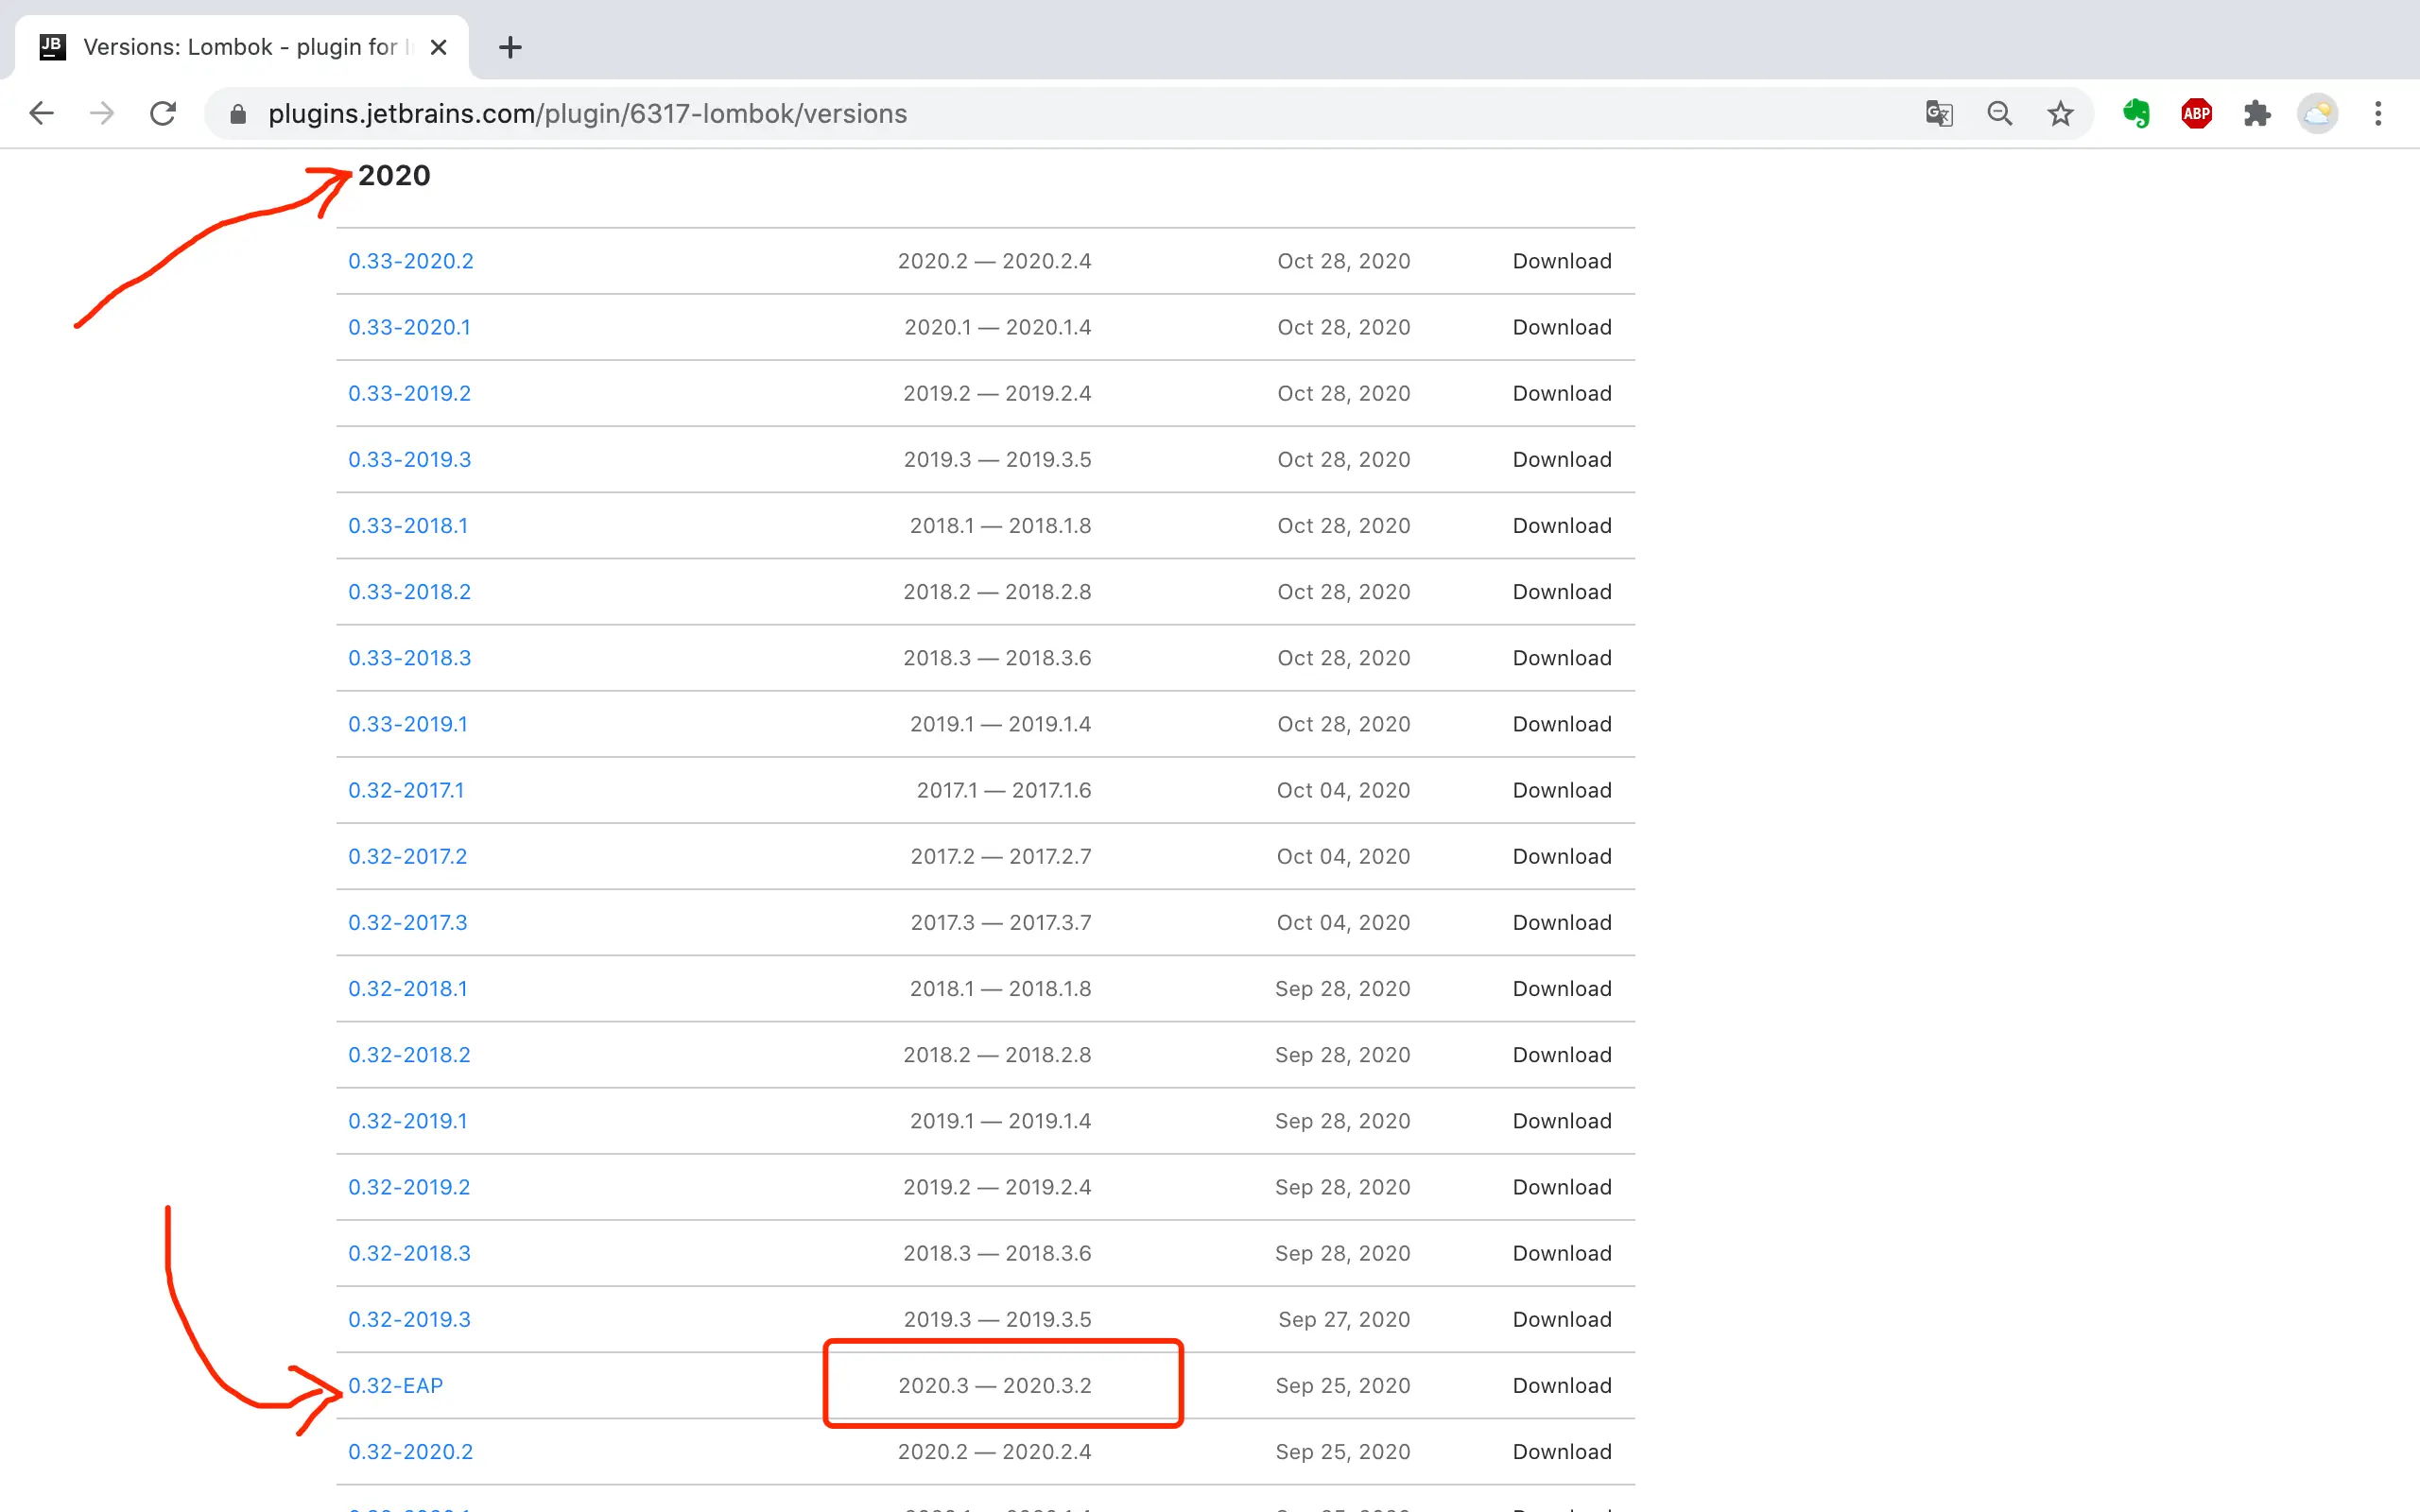 JB Versions: Lombok - plugin for I
plugins.jetbrains.com/plugin/6317-lombok/versions
ABP
2020
0.33-2020.2 2020.2 — 2020.2.4 Oct 28, 2020 Download
0.33-2020.1 2020.1 — 2020.1.4 Oct 28, 2020 Download
0.33-2019.2 2019.2 — 2019.2.4 Oct 28, 2020 Download
0.33-2019.3 2019.3 — 2019.3.5 Oct 28, 2020 Download
0.33-2018.1 2018.1 — 2018.1.8 Oct 28, 2020 Download
0.33-2018.2 2018.2 — 2018.2.8 Oct 28, 2020 Download
0.33-2018.3 2018.3 — 2018.3.6 Oct 28, 2020 Download
0.33-2019.1 2019.1 — 2019.1.4 Oct 28, 2020 Download
0.32-2017.1 2017.1 — 2017.1.6 Oct 04, 2020 Download
0.32-2017.2 2017.2 — 2017.2.7 Oct 04, 2020 Download
0.32-2017.3 2017.3 — 2017.3.7 Oct 04, 2020 Download
0.32-2018.1 2018.1 — 2018.1.8 Sep 28, 2020 Download
0.32-2018.2 2018.2 — 2018.2.8 Sep 28, 2020 Download
0.32-2019.1 2019.1 — 2019.1.4 Sep 28, 2020 Download
0.32-2019.2 2019.2 — 2019.2.4 Sep 28, 2020 Download
0.32-2018.3 2018.3 — 2018.3.6 Sep 28, 2020 Download
0.32-2019.3 2019.3 — 2019.3.5 Sep 27, 2020 Download
0.32-EAP 2020.3 — 2020.3.2 Sep 25, 2020 Download
0.32-2020.2 2020.2 — 2020.2.4 Sep 25, 2020 Download